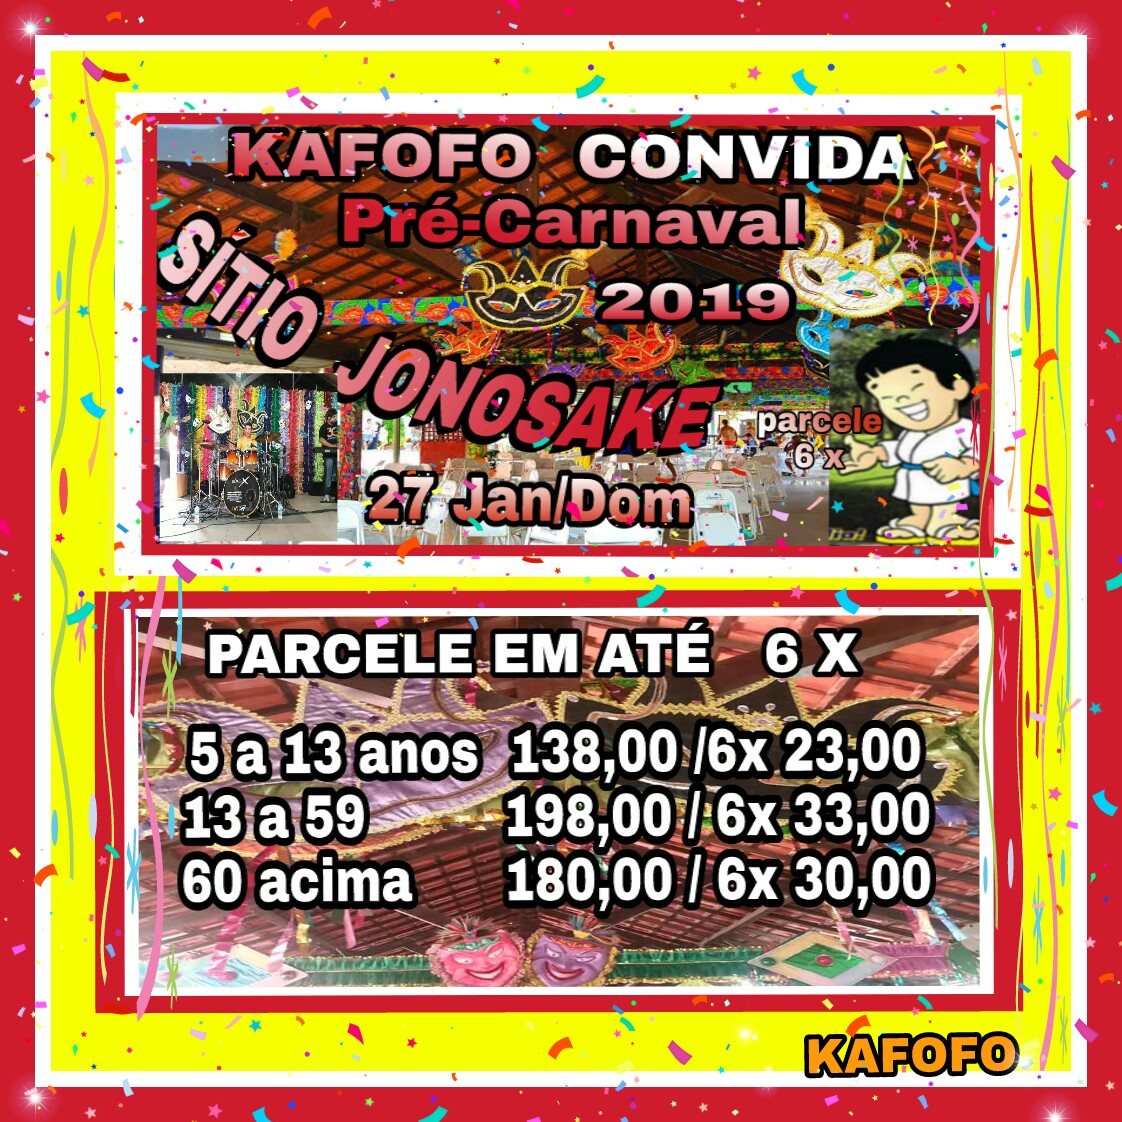 KAFOFO CONVIDA
Pré-Carnaval
2019
SÍTIO
JONOSAKE
parcele
6 x
27 Jan/Dom
PARCELE EM ATÉ 6 X
5 a 13 anos 138,00 /6x 23,00
13 a 59 198,00 / 6x 33,00
60 acima 180,00 / 6x 30,00
KAFOFO